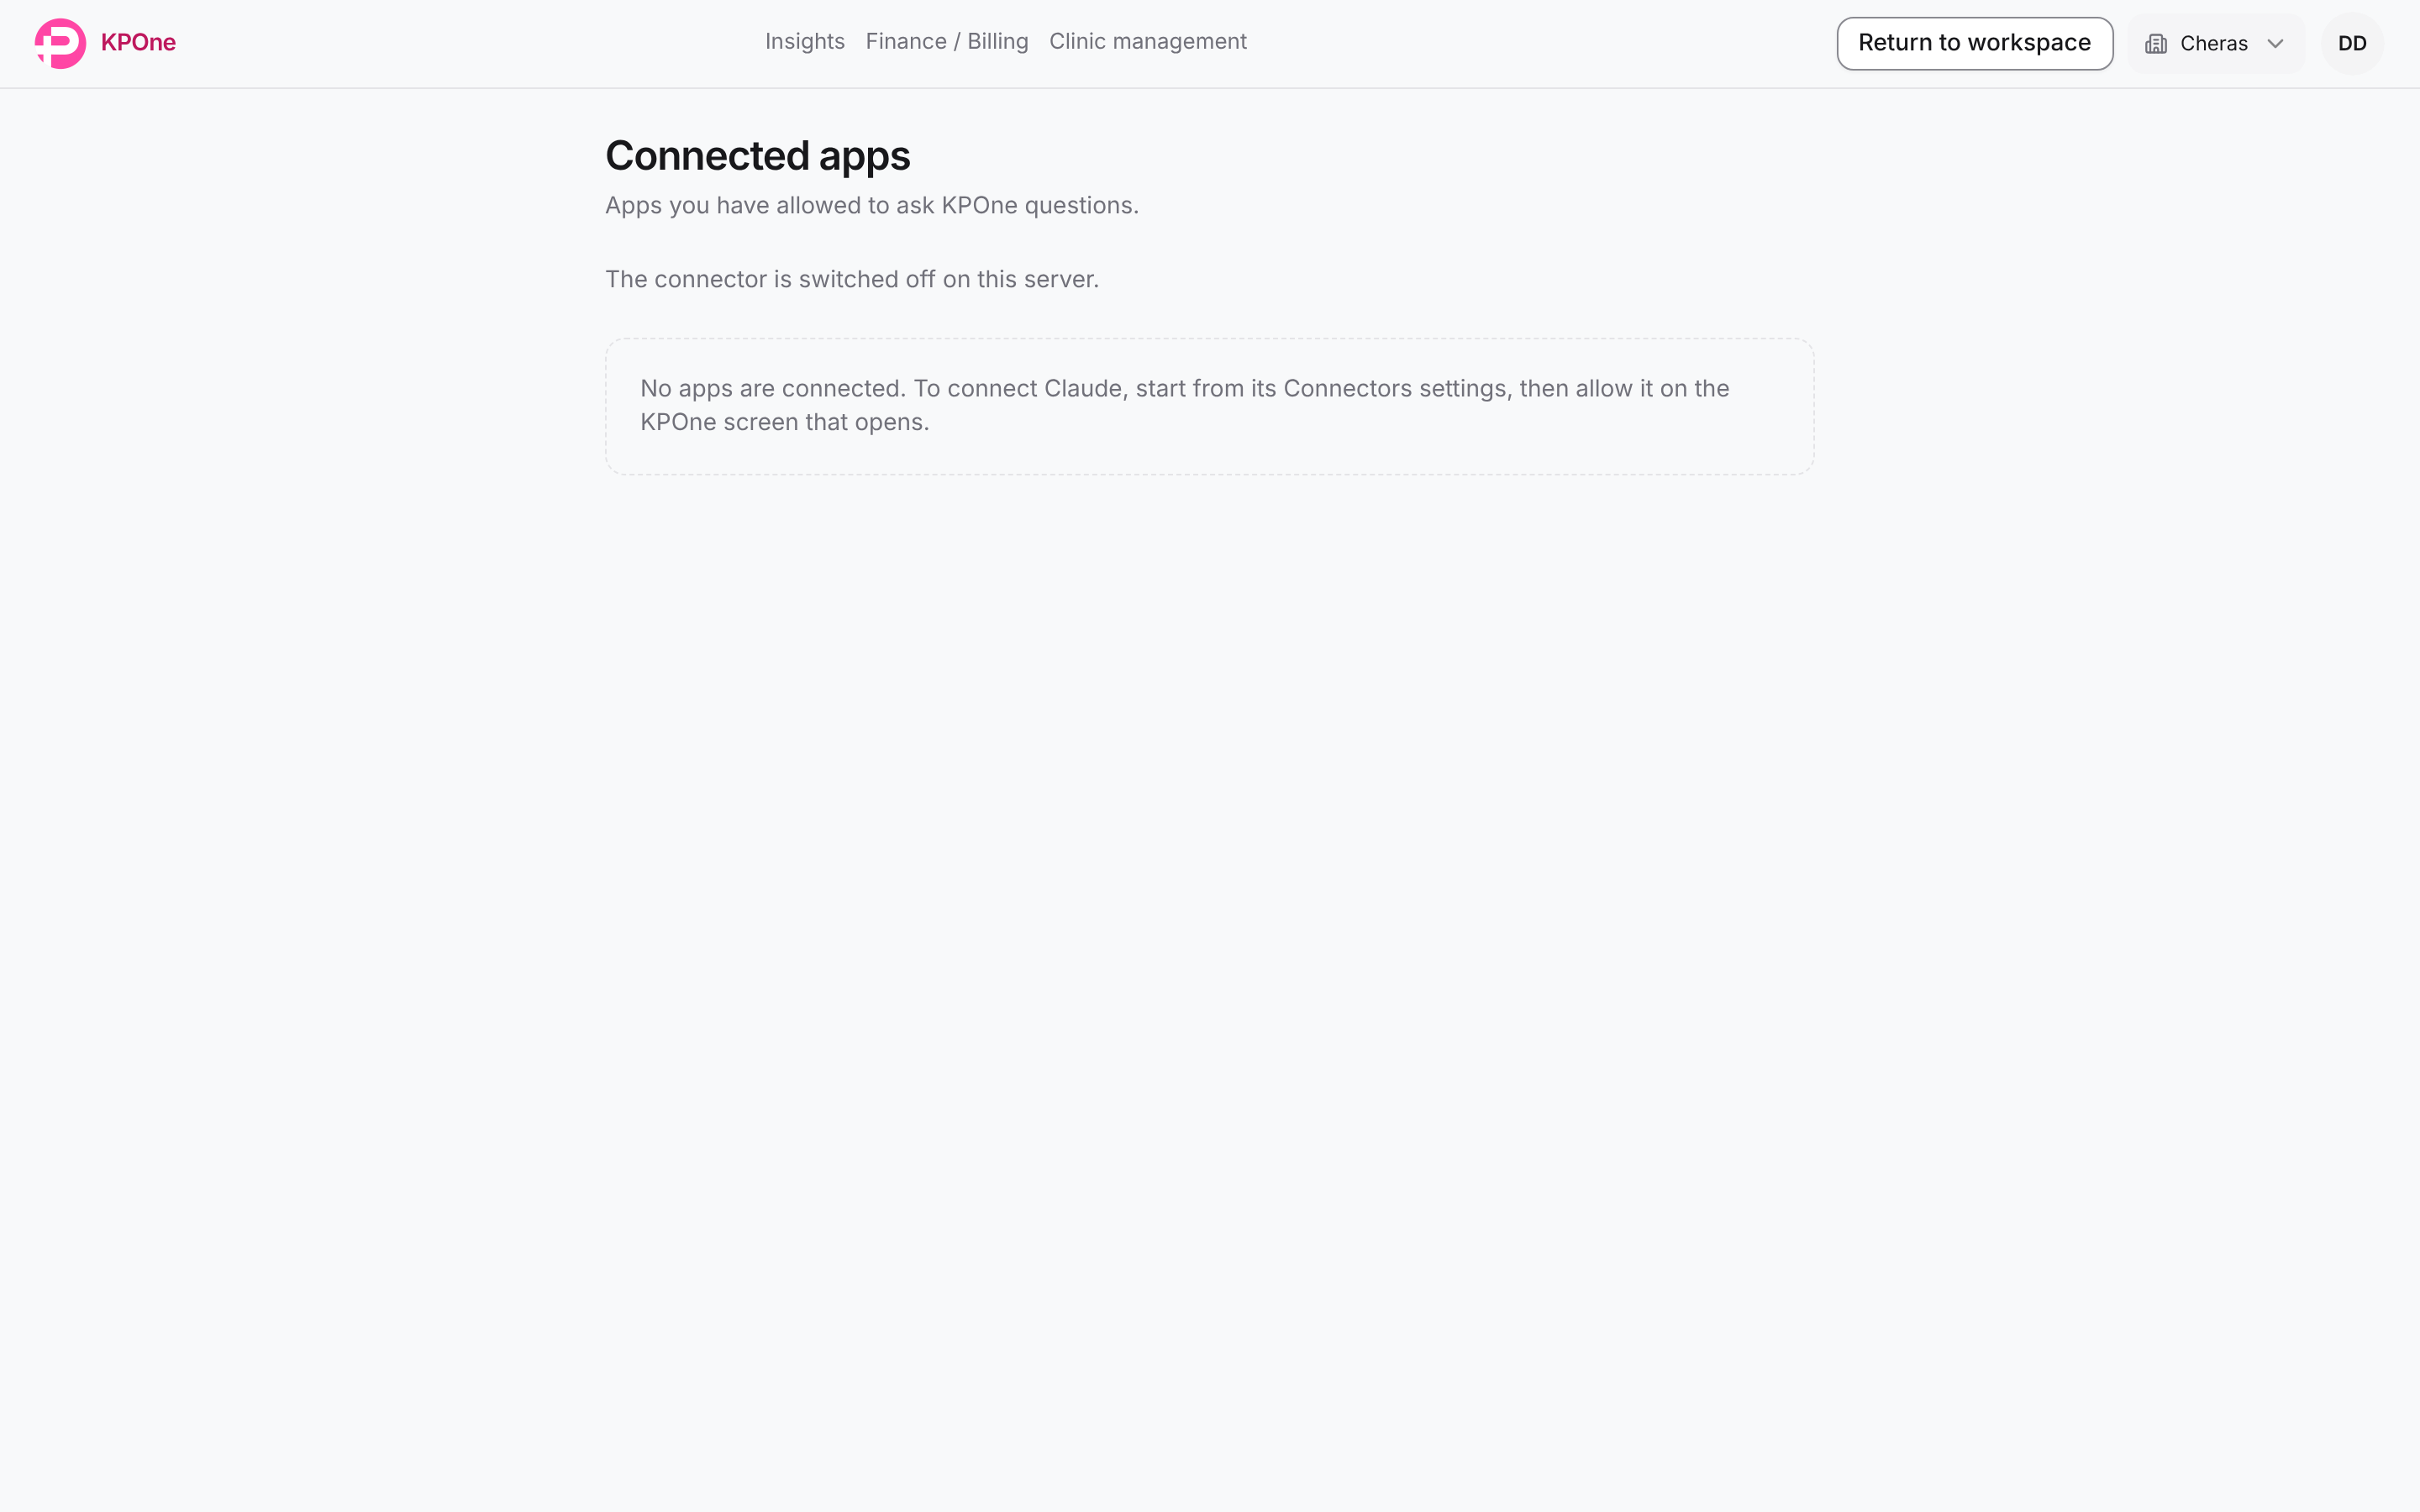 KPOne
Insights
Finance / Billing
Clinic management
Return to workspace
Cheras
DD
Connected apps
Apps you have allowed to ask KPOne questions.
The connector is switched off on this server.
No apps are connected. To connect Claude, start from its Connectors settings, then allow it on the
KPOne screen that opens.